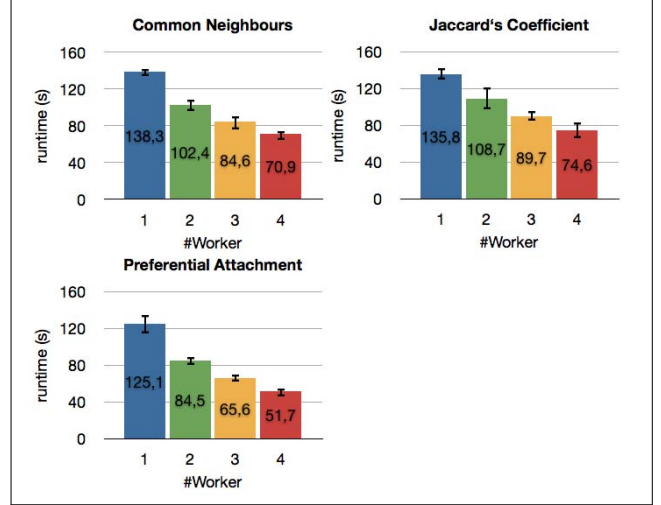 Common Neighbours
runtime (s)
160
120
80
40
0
138,3
102,4
84,6
70,9
1 2 3 4
#Worker
Jaccard‘s Coefficient
runtime (s)
160
120
80
40
0
135,8
108,7
89,7
74,6
1 2 3 4
#Worker
Preferential Attachment
runtime (s)
160
120
80
40
0
125,1
84,5
65,6
51,7
1 2 3 4
#Worker